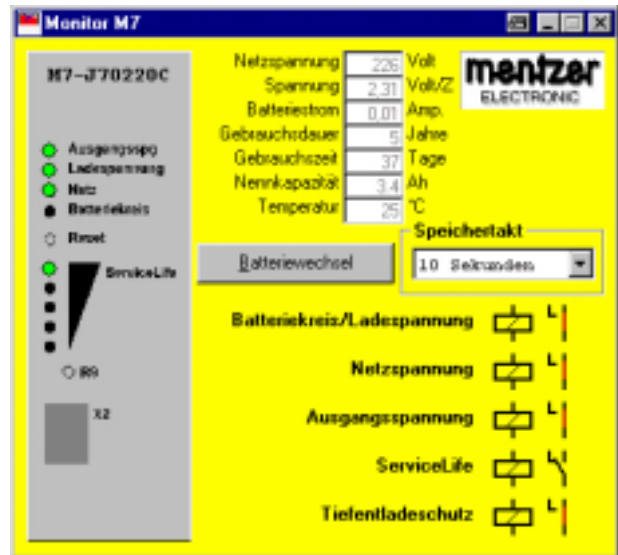 Monitor M7
M7-J70220C
Ausgangsspg
Ladespannung
Netz
Batteriekreis
Reset
ServiceLife
R9
X2
Netzspannung 226 Volt
Spannung 2,31 Volt/Z
Batteriestrom 0,01 Amp.
Gebrauchsdauer 5 Jahre
Gebrauchszeit 37 Tage
Nennkapazität 3.4 Ah
Temperatur 25 °C
mentzer
ELECTRONIC
Batteriewechsel
Speichertakt
10 Sekunden
Batteriekreis/Ladespannung
Netzspannung
Ausgangsspannung
ServiceLife
Tiefentladeschutz